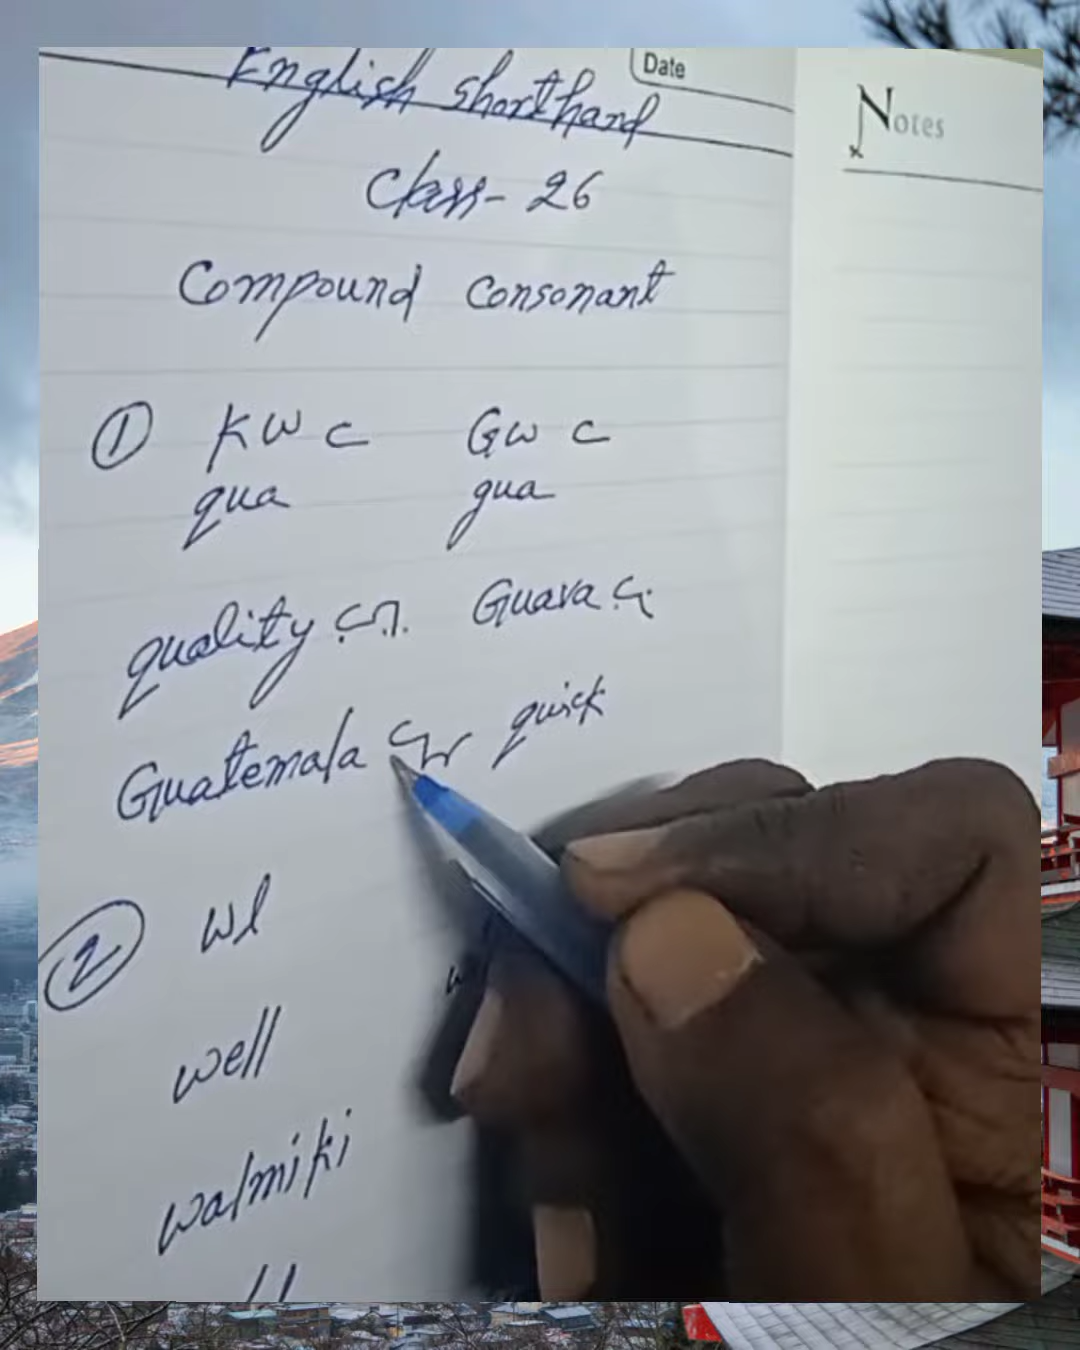 Date
Notes
English shorthand
Class- 26
Compound Consonant
① KW GW
qua gua
quality Guava
Guatemala quick
② wl
well
walmiki